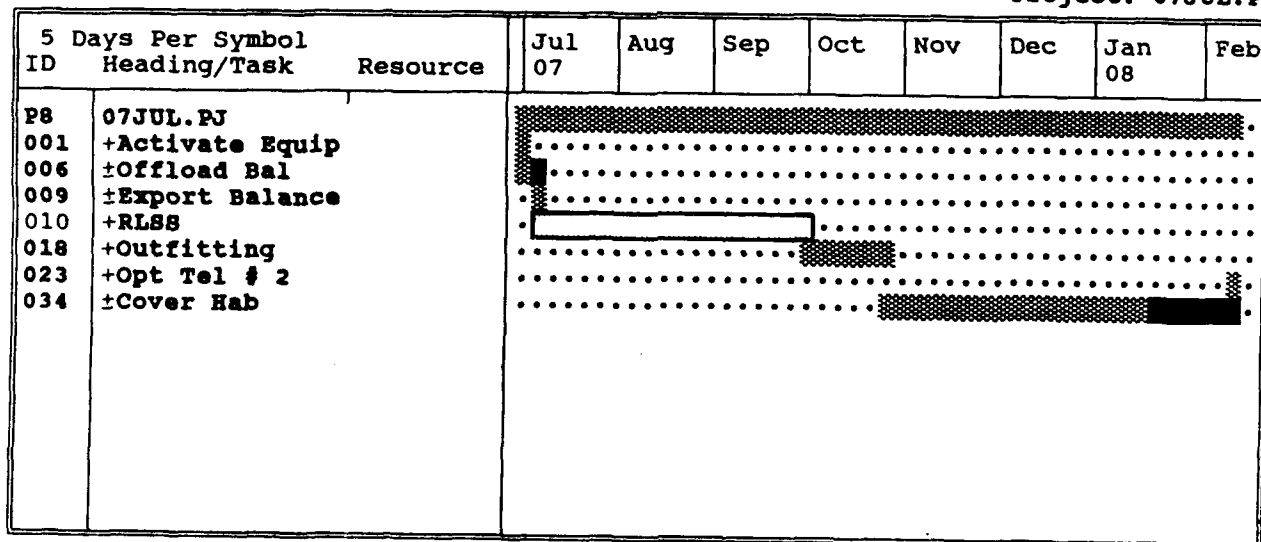 5 Days Per Symbol
ID Heading/Task Resource
Jul Aug Sep Oct Nov Dec Jan Feb
07 08
P8 07JUL.PJ
001 +Activate Equip
006 ±Offload Bal
009 ±Export Balance
010 +RLSS
018 +Outfitting
023 +Opt Tel # 2
034 ±Cover Hab